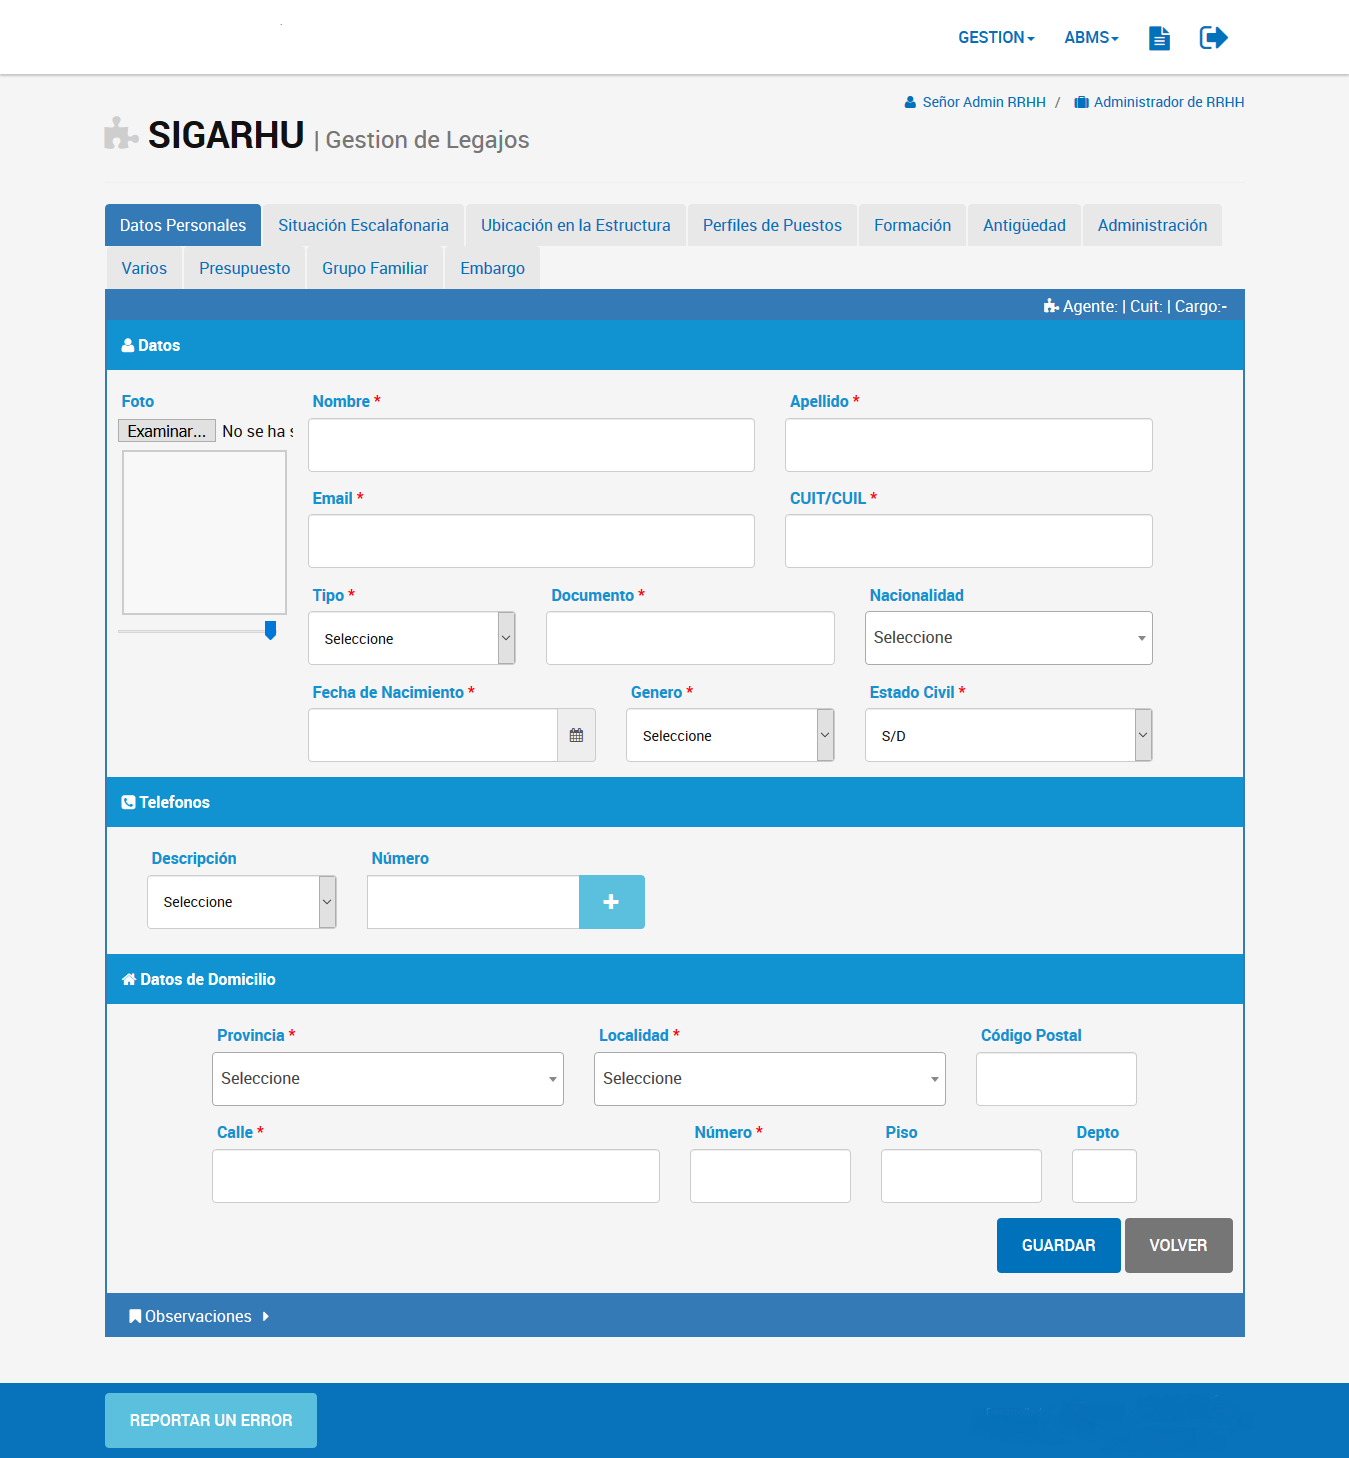 GESTION ABMS
Señor Admin RRHH / Administrador de RRHH
SIGARHU | Gestion de Legajos
Datos Personales Situación Escalafonaria Ubicación en la Estructura Perfiles de Puestos Formación Antigüedad Administración
Varios Presupuesto Grupo Familiar Embargo
Agente: | Cuit: | Cargo:-
Datos
Foto Nombre * Apellido *
Examinar... No se ha s
Email * CUIT/CUIL *
Tipo * Documento * Nacionalidad
Seleccione Seleccione
Fecha de Nacimiento * Genero * Estado Civil *
Seleccione S/D
Telefonos
Descripción Número
Seleccione +
Datos de Domicilio
Provincia * Localidad * Código Postal
Seleccione Seleccione
Calle * Número * Piso Depto
GUARDAR VOLVER
Observaciones
REPORTAR UN ERROR